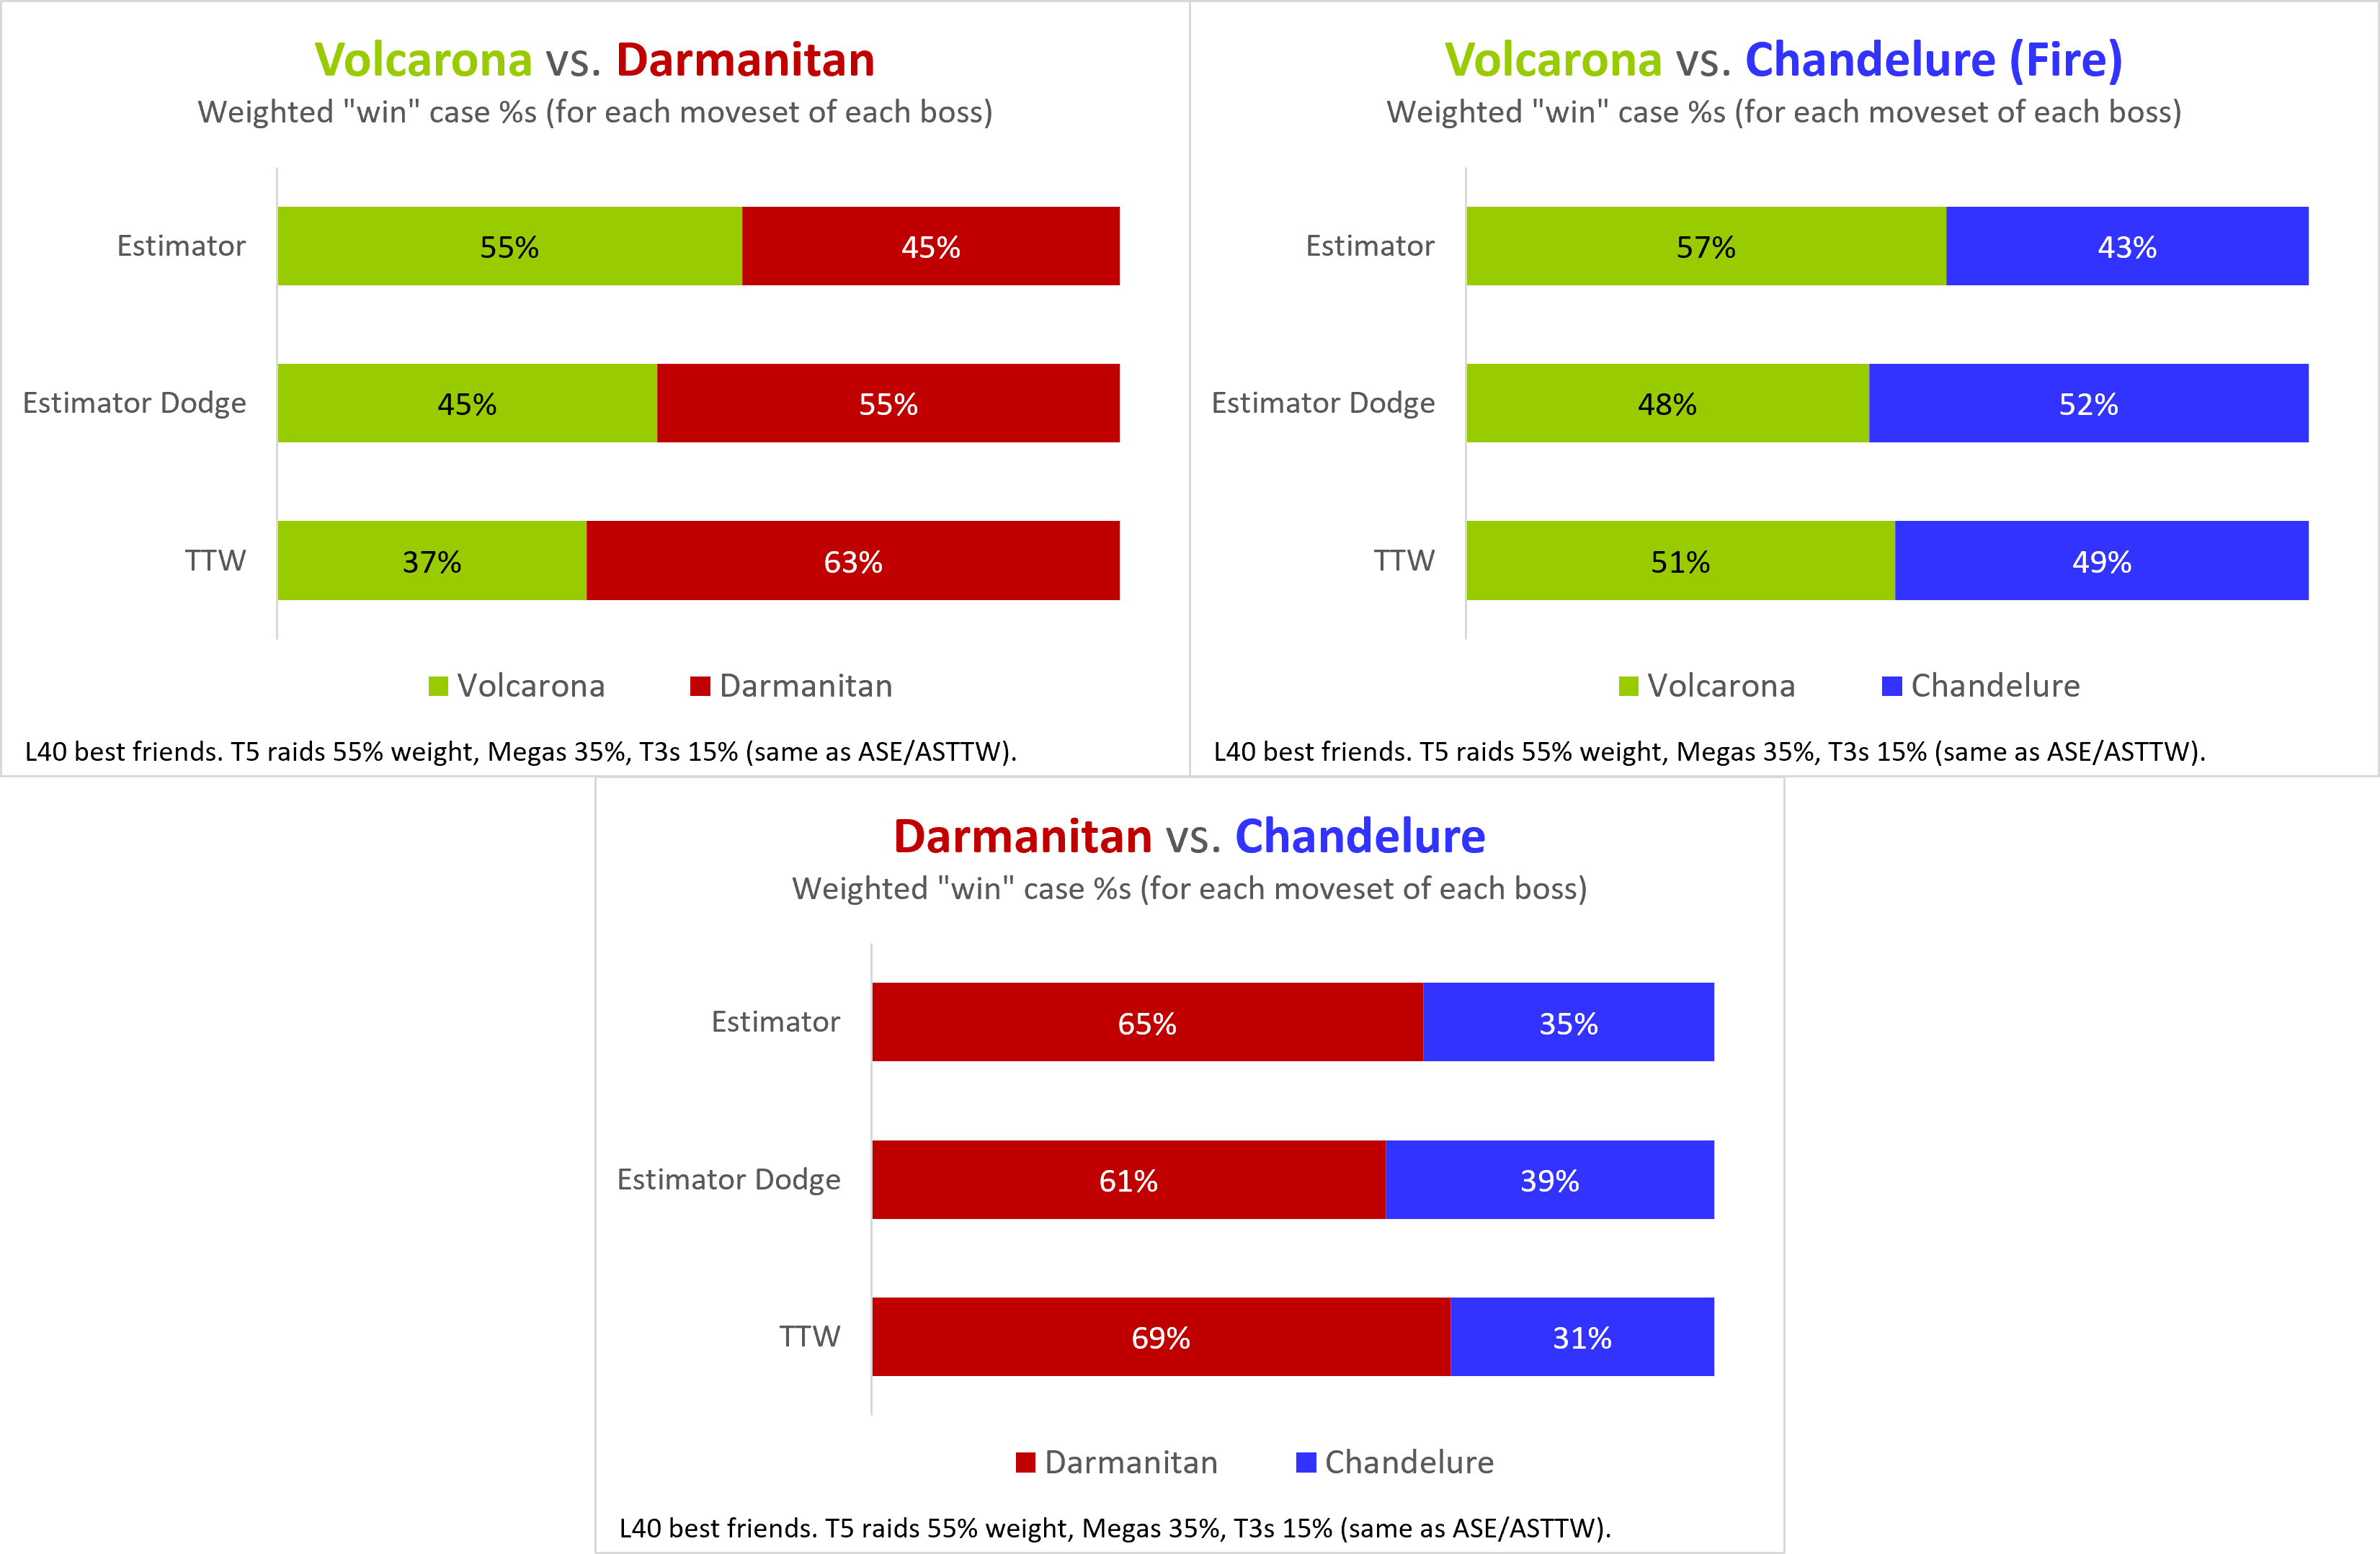 Volcarona vs. Darmanitan
Weighted "win" case %s (for each moveset of each boss)
Estimator
55%
45%
Estimator Dodge
45%
55%
TTW
37%
63%
Volcarona
Darmanitan
L40 best friends. T5 raids 55% weight, Megas 35%, T3s 15% (same as ASE/ASTTW).
Volcarona vs. Chandelure (Fire)
Weighted "win" case %s (for each moveset of each boss)
Estimator
57%
43%
Estimator Dodge
48%
52%
TTW
51%
49%
Volcarona
Chandelure
L40 best friends. T5 raids 55% weight, Megas 35%, T3s 15% (same as ASE/ASTTW).
Darmanitan vs. Chandelure
Weighted "win" case %s (for each moveset of each boss)
Estimator
65%
35%
Estimator Dodge
61%
39%
TTW
69%
31%
Darmanitan
Chandelure
L40 best friends. T5 raids 55% weight, Megas 35%, T3s 15% (same as ASE/ASTTW).